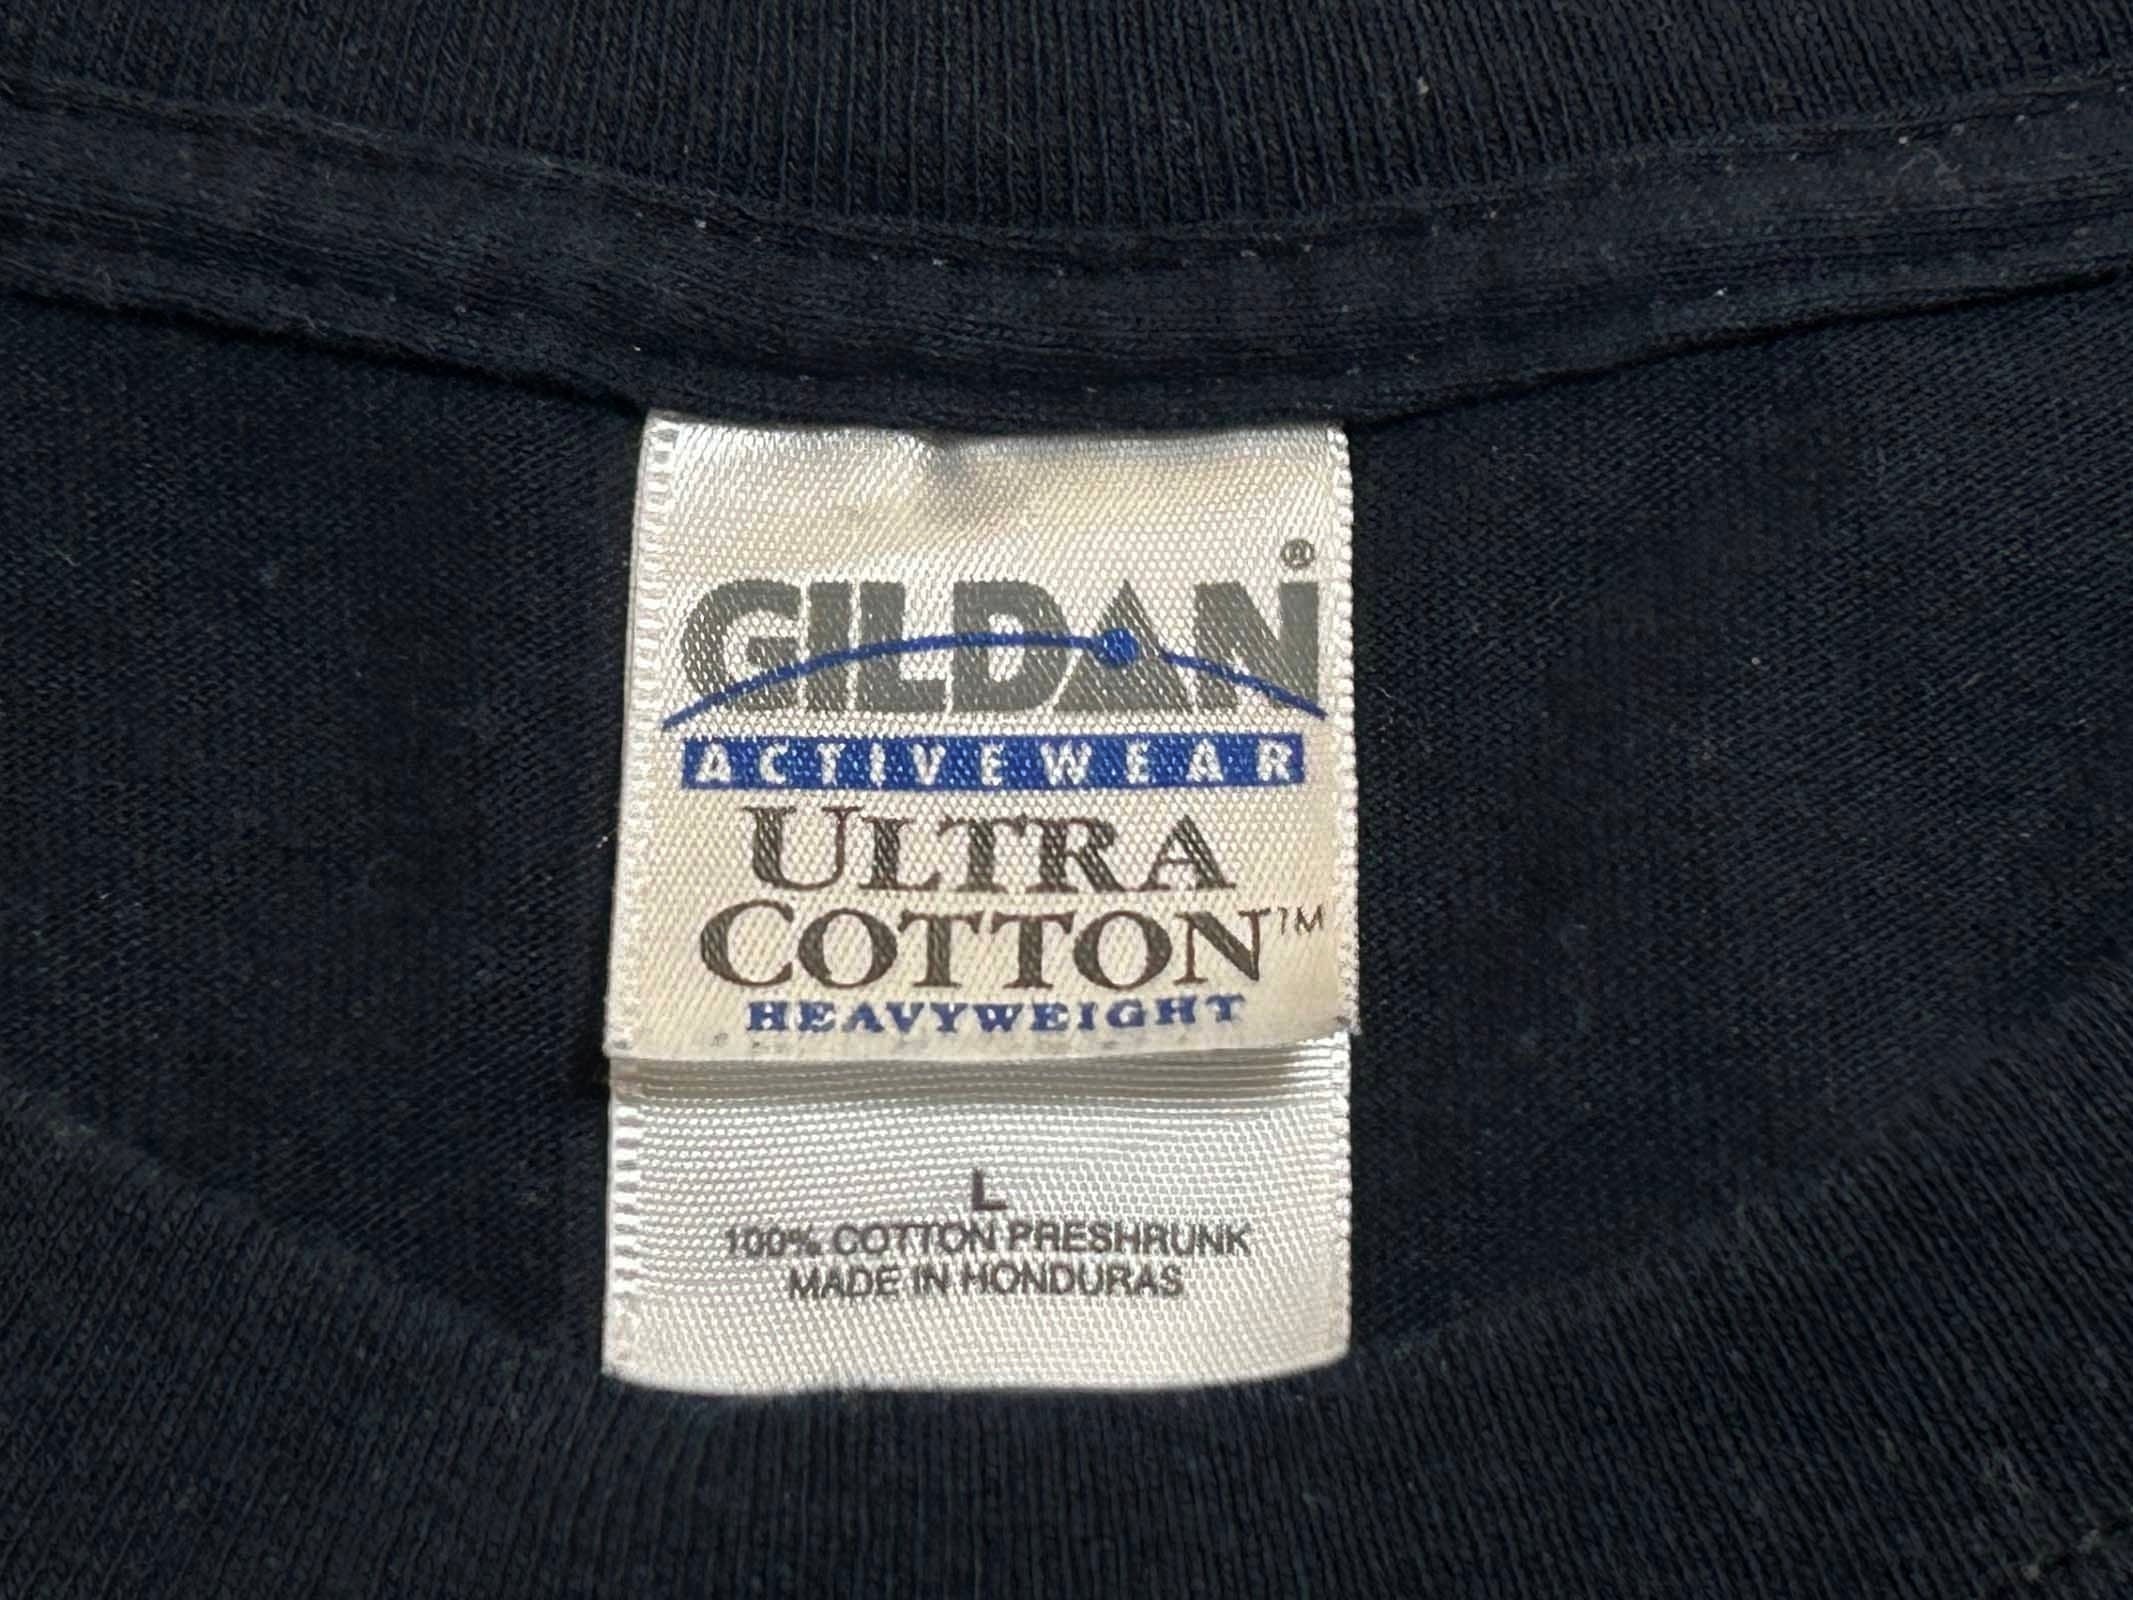 GILDAN®
ACTIVEWEAR
ULTRA
COTTON™
HEAVYWEIGHT
L
100% COTTON PRESHRUNK
MADE IN HONDURAS